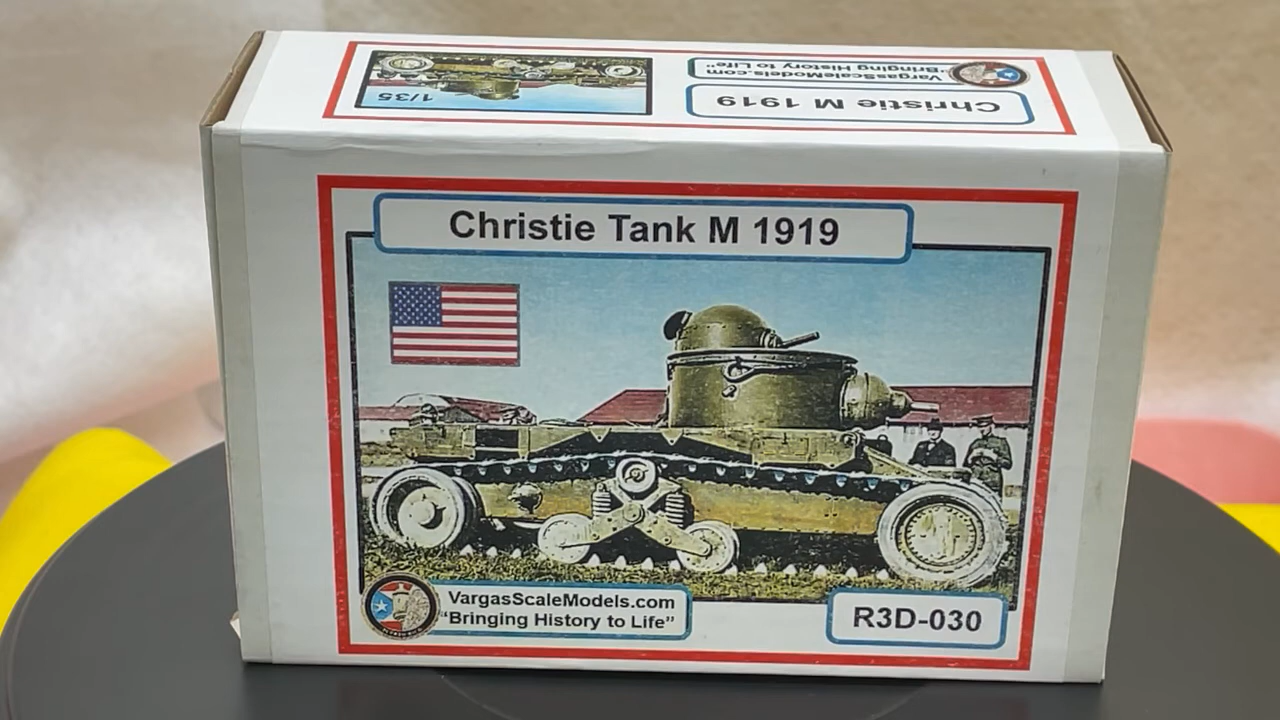 1/35
VargasScaleModels.com
"Bringing History to Life"
Christie M 1919
Christie Tank M 1919
VargasScaleModels.com
"Bringing History to Life"
R3D-030